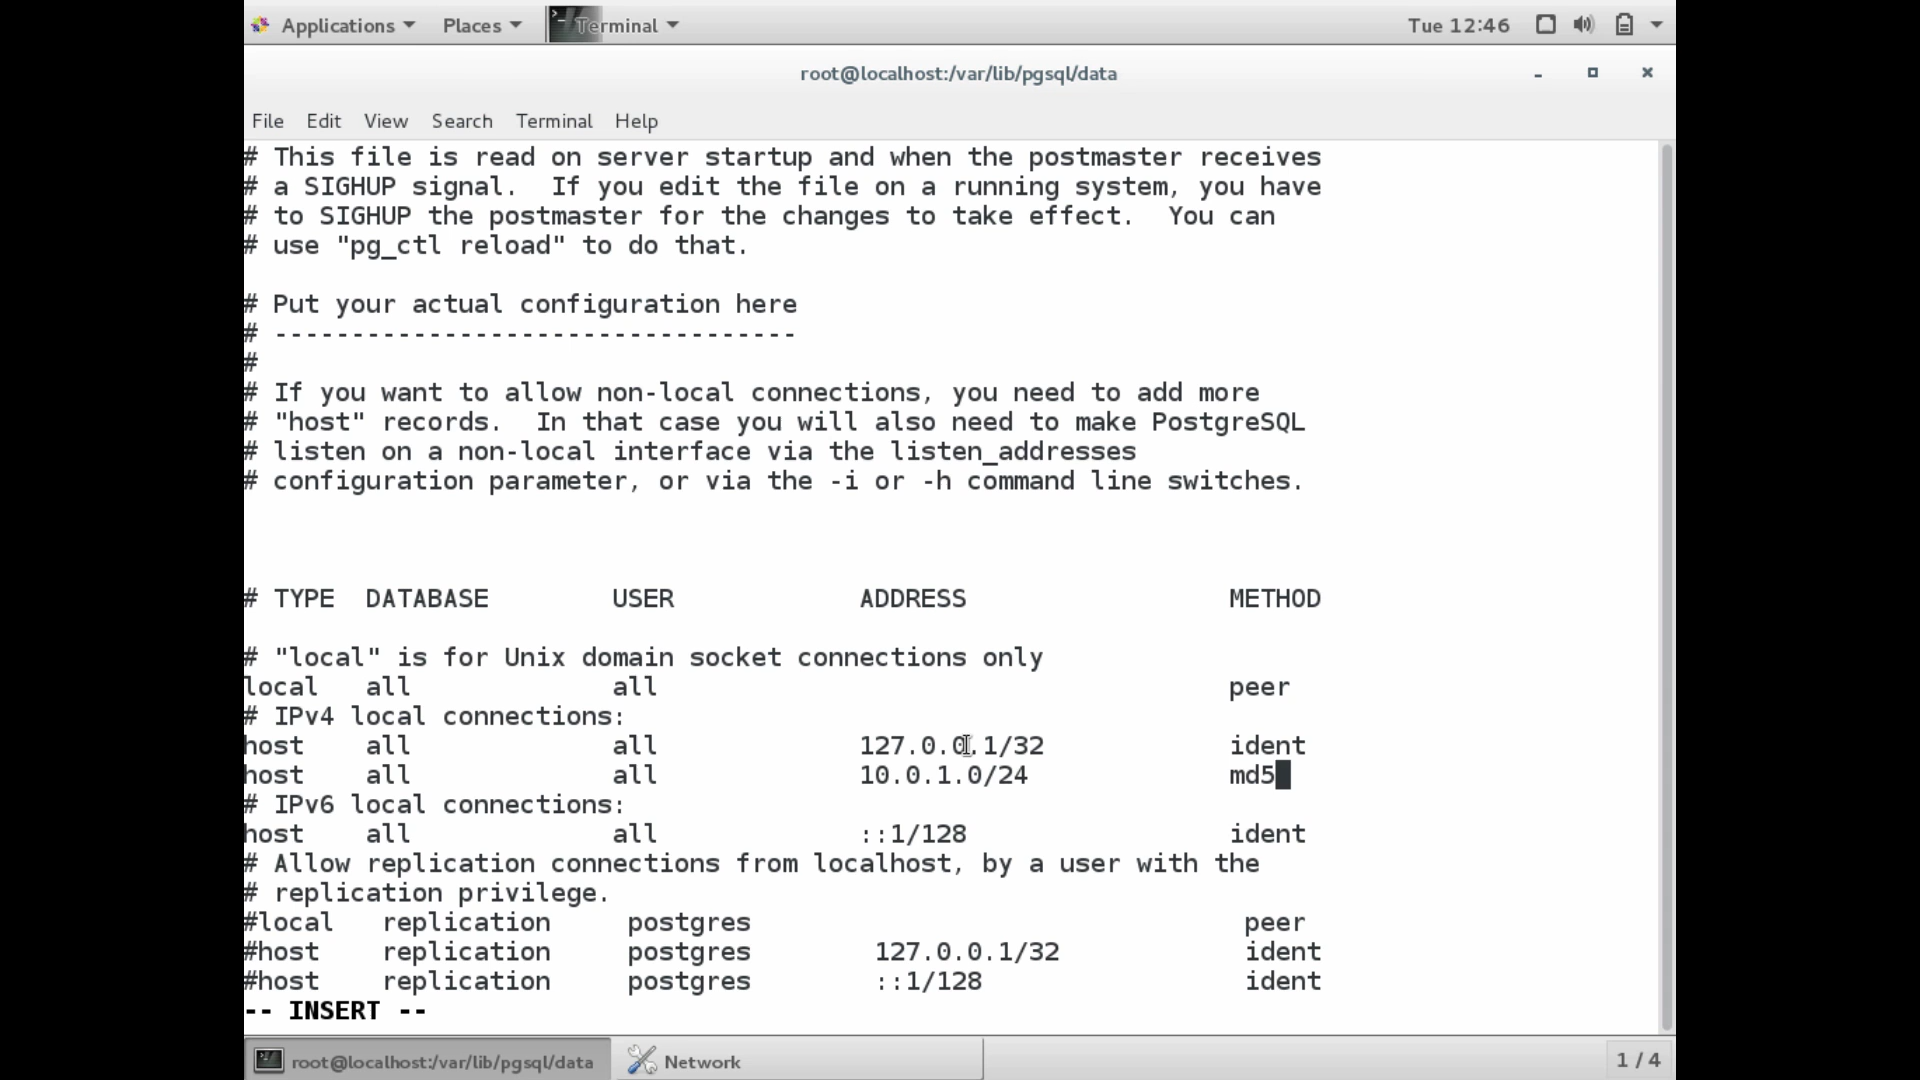 Applications Places Terminal Tue 12:46
root@localhost:/var/lib/pgsql/data
File Edit View Search Terminal Help
# This file is read on server startup and when the postmaster receives
# a SIGHUP signal.  If you edit the file on a running system, you have
# to SIGHUP the postmaster for the changes to take effect.  You can
# use "pg_ctl reload" to do that.
# Put your actual configuration here
# ----------------------------------
#
# If you want to allow non-local connections, you need to add more
# "host" records.  In that case you will also need to make PostgreSQL
# listen on a non-local interface via the listen_addresses
# configuration parameter, or via the -i or -h command line switches.
# TYPE  DATABASE        USER            ADDRESS                 METHOD
# "local" is for Unix domain socket connections only
local   all             all                                     peer
# IPv4 local connections:
host    all             all             127.0.0.1/32            ident
host    all             all             10.0.1.0/24             md5
# IPv6 local connections:
host    all             all             ::1/128                 ident
# Allow replication connections from localhost, by a user with the
# replication privilege.
#local    replication     postgres                                peer
#host     replication     postgres        127.0.0.1/32            ident
#host     replication     postgres        ::1/128                 ident
-- INSERT --
root@localhost:/var/lib/pgsql/data Network 1 / 4